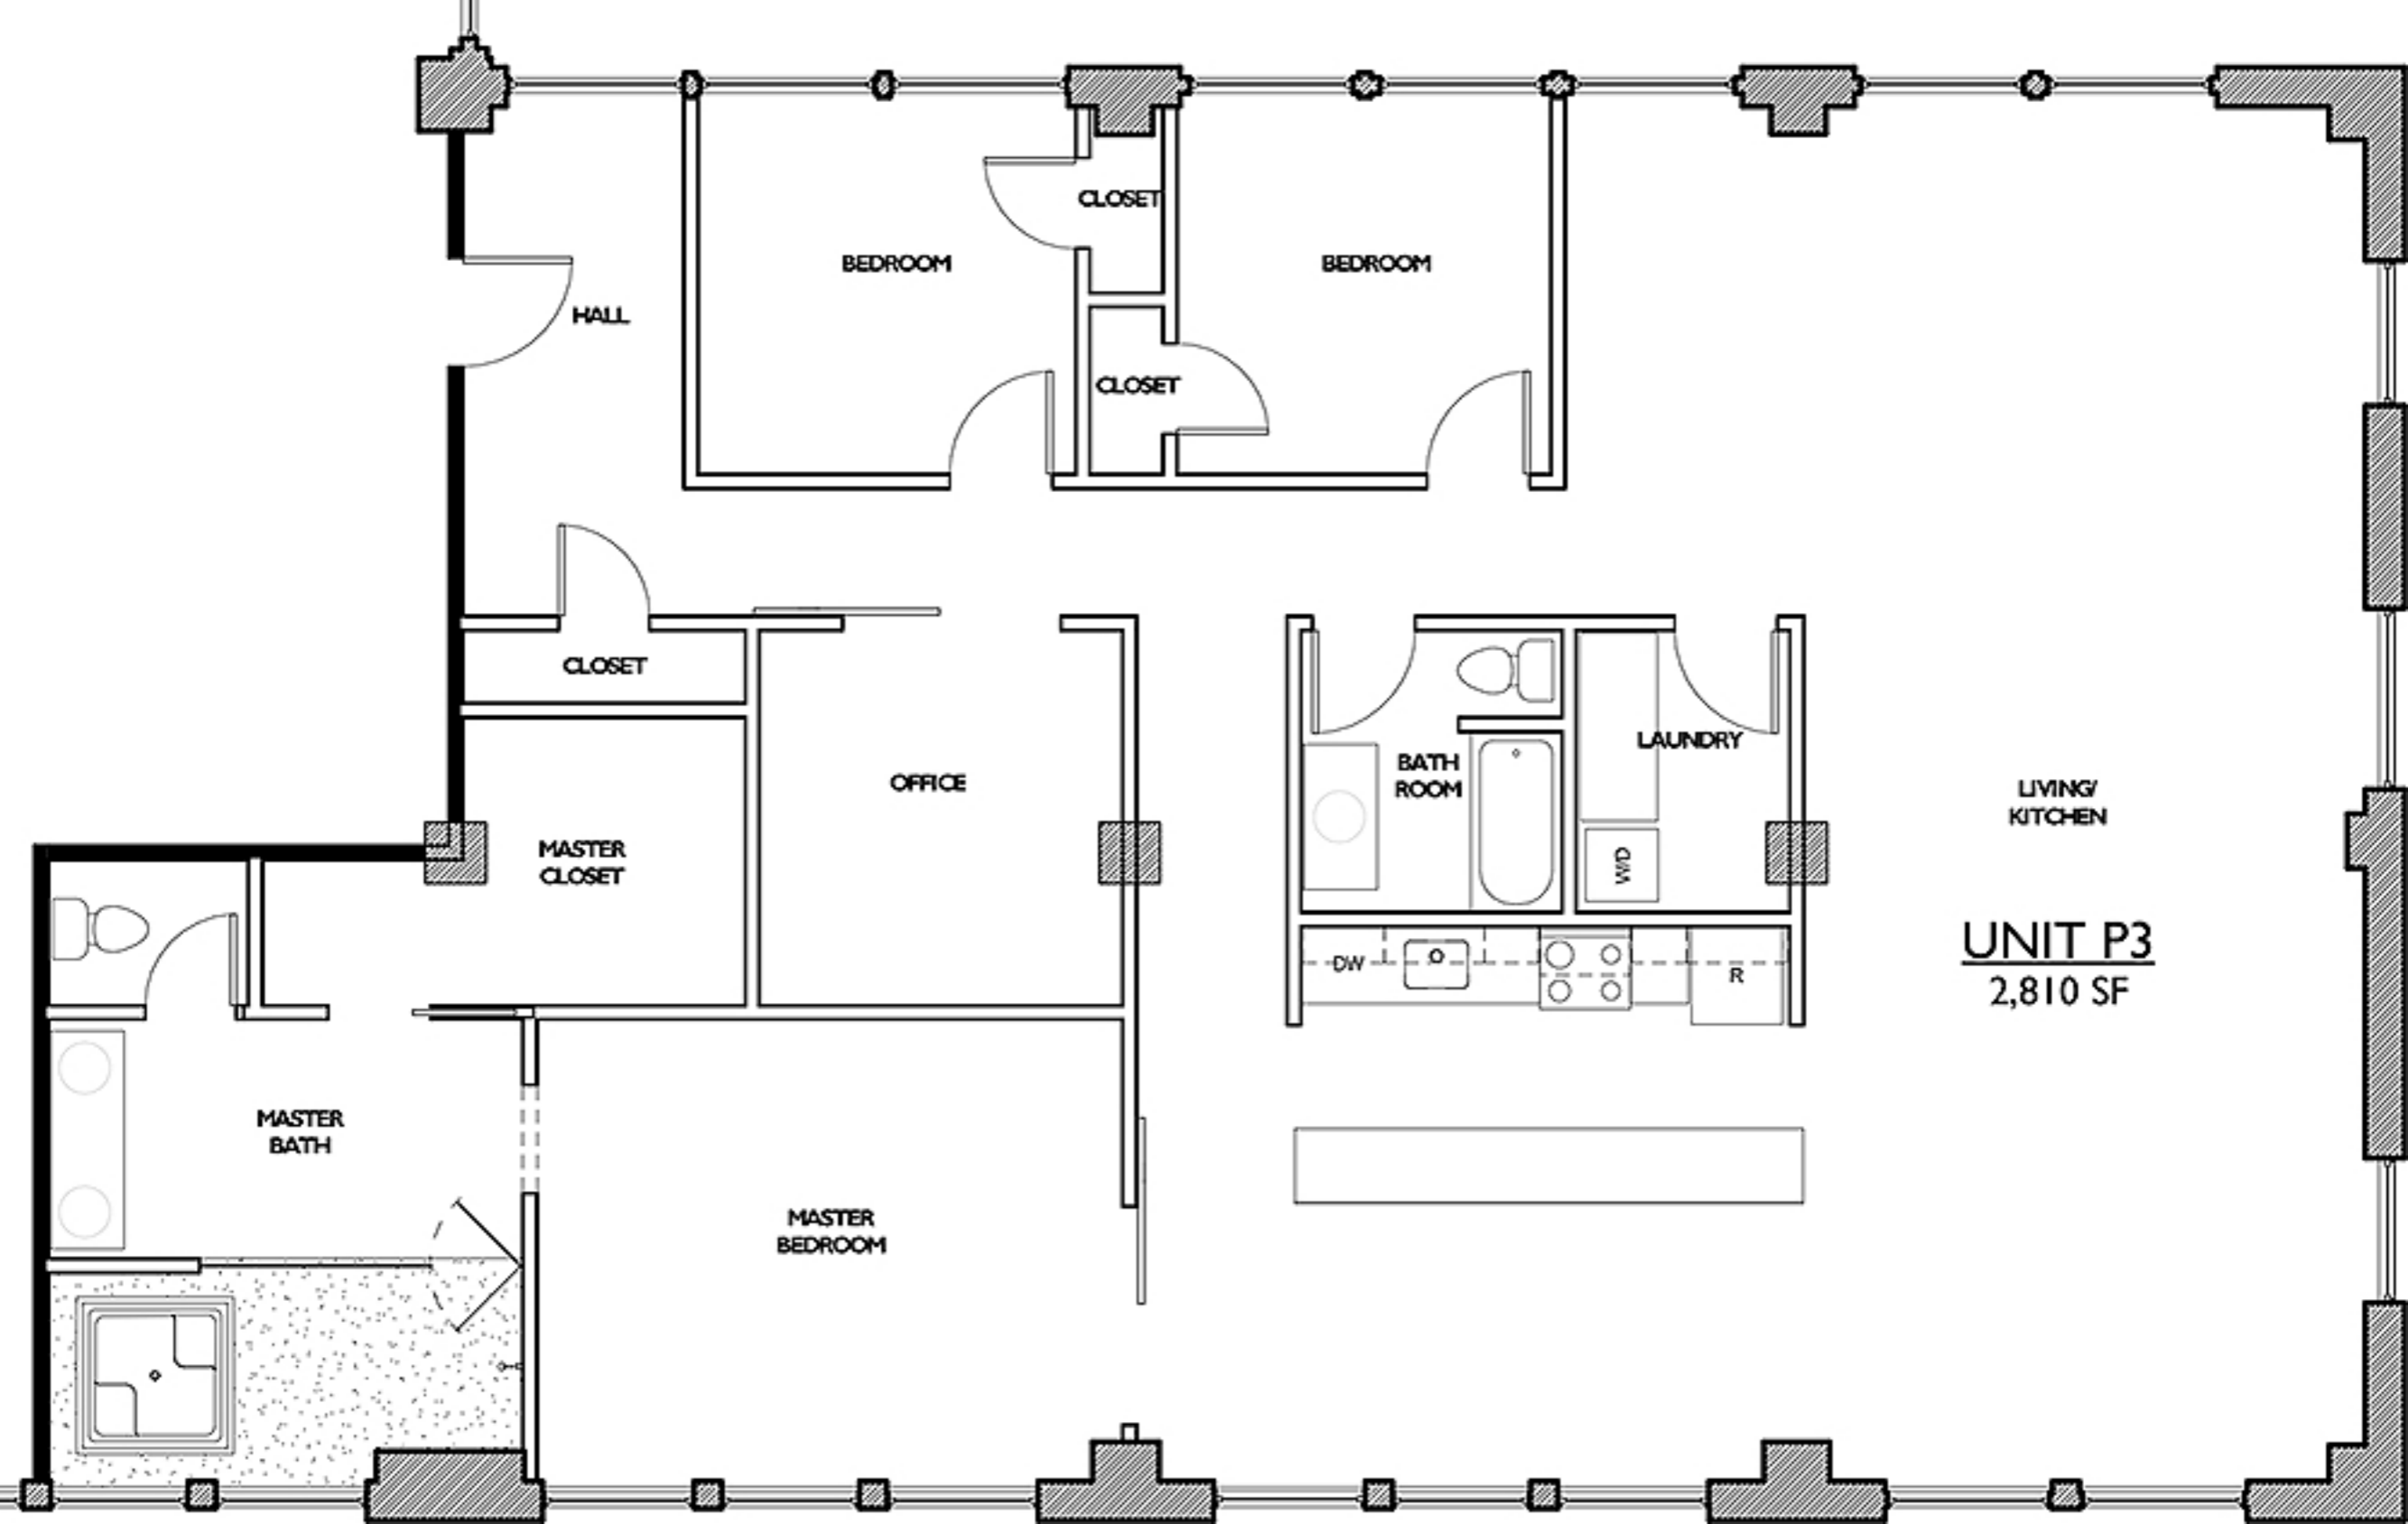 CLOSET
BEDROOM
BEDROOM
HALL
CLOSET
CLOSET
OFFICE
BATH
ROOM
LAUNDRY
W/D
LIVING/
KITCHEN
MASTER
CLOSET
UNIT P3
2,810 SF
DW
R
MASTER
BATH
MASTER
BEDROOM